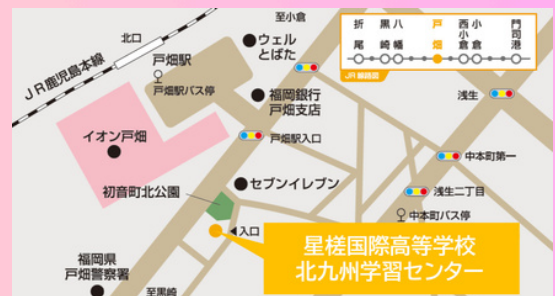 至小倉
北口
JR鹿児島本線
戸畑駅
戸畑駅バス停
ウェル
とばた
福岡銀行
戸畑支店
戸畑駅入口
イオン戸畑
セブンイレブン
初音町北公園
入口
福岡県
戸畑警察署
至黒崎
折尾
黒崎
八幡
戸畑
西小倉
小倉
門司港
JR路線図
浅生
中本町第一
浅生二丁目
中本町バス停
星槎国際高等学校
北九州学習センター